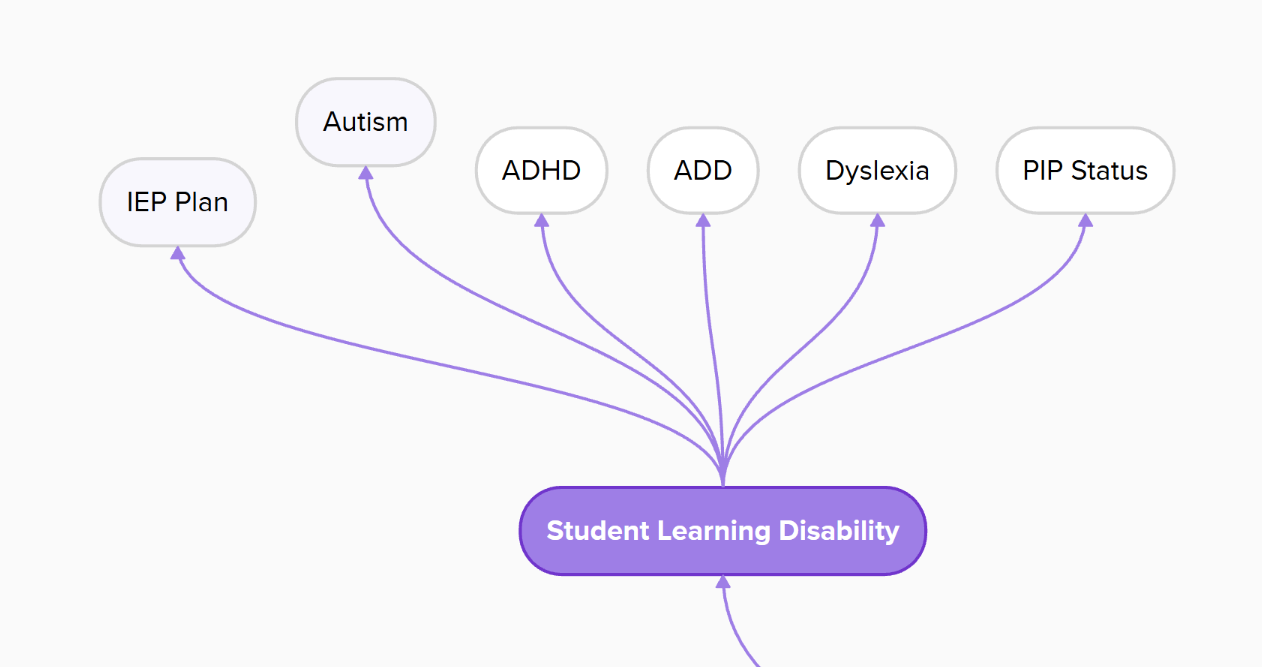 Autism
ADHD
ADD
Dyslexia
PIP Status
IEP Plan
Student Learning Disability